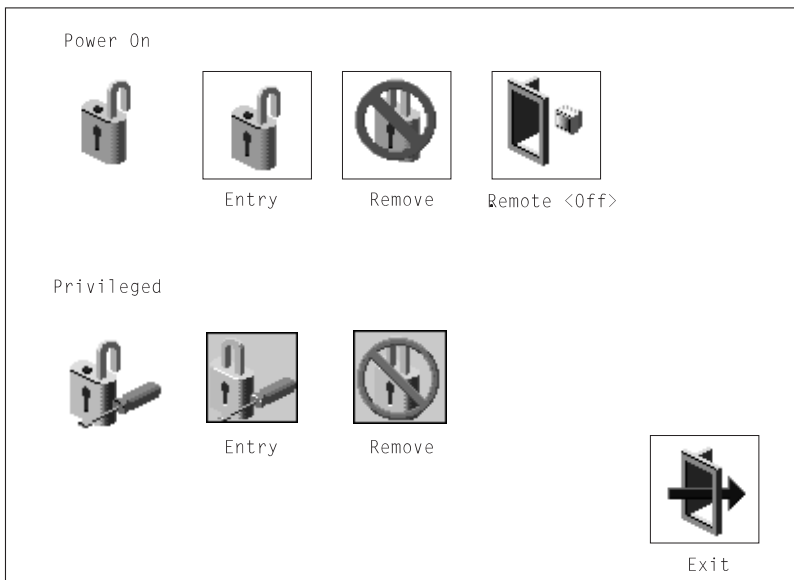 Power On
Entry Remove Remote <Off>
Privileged
Entry Remove
Exit